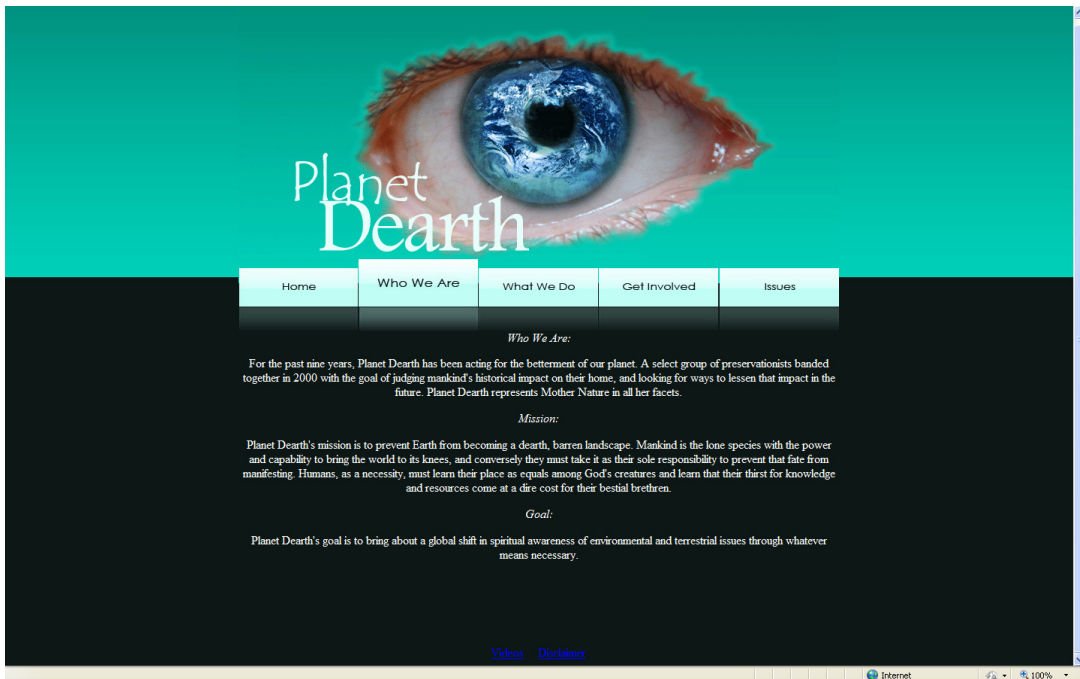 Planet
Dearth
Home
Who We Are
What We Do
Get Involved
Issues
Who We Are:
For the past nine years, Planet Dearth has been acting for the betterment of our planet. A select group of preservationists banded
together in 2000 with the goal of judging mankind's historical impact on their home, and looking for ways to lessen that impact in the
future. Planet Dearth represents Mother Nature in all her facets.
Mission:
Planet Dearth's mission is to prevent Earth from becoming a dearth, barren landscape. Mankind is the lone species with the power
and capability to bring the world to its knees, and conversely they must take it as their sole responsibility to prevent that fate from
manifesting. Humans, as a necessity, must learn their place as equals among God's creatures and learn that their thirst for knowledge
and resources come at a dire cost for their bestial brethren.
Goal:
Planet Dearth's goal is to bring about a global shift in spiritual awareness of environmental and terrestrial issues through whatever
means necessary.
Videos Disclaimer
Internet 100%